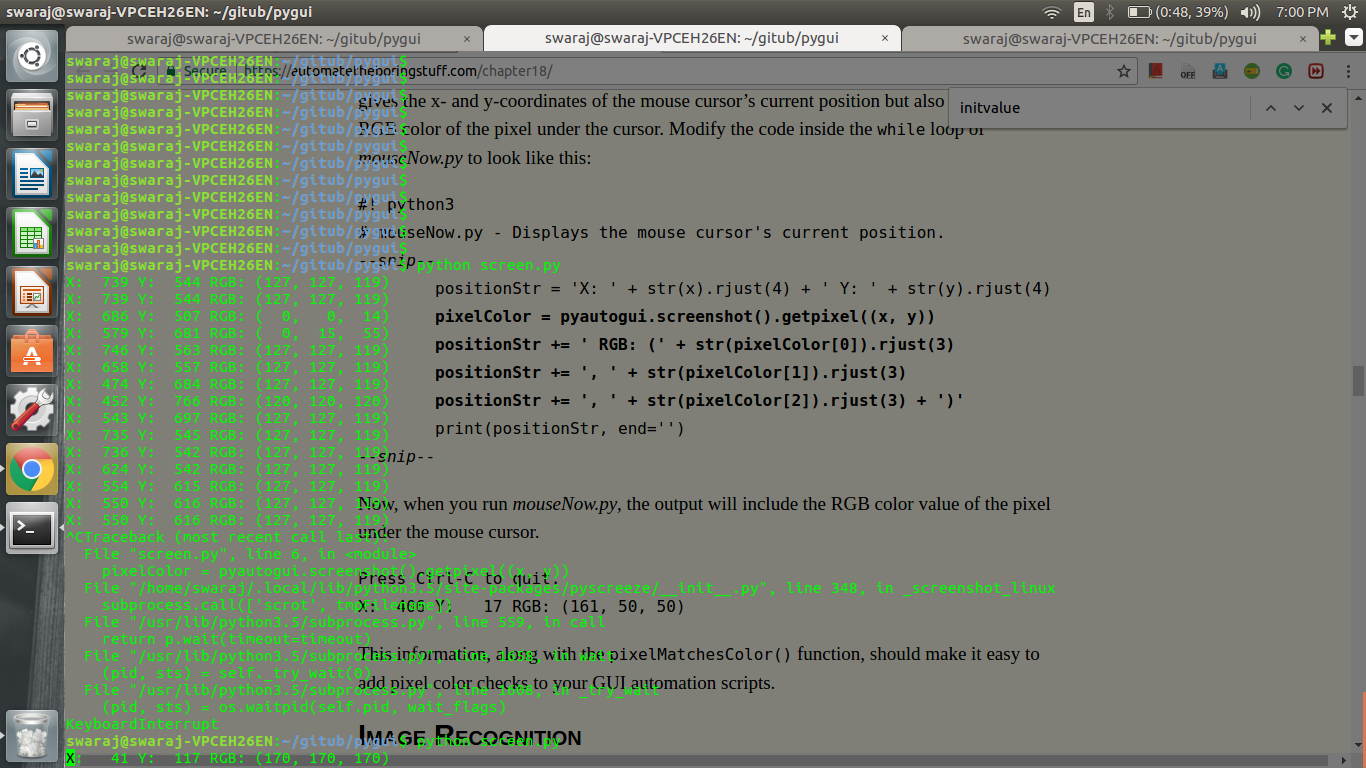 swaraj@swaraj-VPCEH26EN: ~/gitub/pygui
En
(0:48, 39%)
7:00 PM
swaraj@swaraj-VPCEH26EN: ~/gitub/pygui ×
swaraj@swaraj-VPCEH26EN: ~/gitub/pygui ×
swaraj@swaraj-VPCEH26EN: ~/gitub/pygui ×
Secure https://automatetheboringstuff.com/chapter18/
OFF
initvalue
swaraj@swaraj-VPCEH26EN:~/gitub/pygui$
swaraj@swaraj-VPCEH26EN:~/gitub/pygui$
swaraj@swaraj-VPCEH26EN:~/gitub/pygui$
swaraj@swaraj-VPCEH26EN:~/gitub/pygui$
swaraj@swaraj-VPCEH26EN:~/gitub/pygui$
swaraj@swaraj-VPCEH26EN:~/gitub/pygui$
swaraj@swaraj-VPCEH26EN:~/gitub/pygui$
swaraj@swaraj-VPCEH26EN:~/gitub/pygui$
swaraj@swaraj-VPCEH26EN:~/gitub/pygui$
swaraj@swaraj-VPCEH26EN:~/gitub/pygui$
swaraj@swaraj-VPCEH26EN:~/gitub/pygui$
swaraj@swaraj-VPCEH26EN:~/gitub/pygui$
swaraj@swaraj-VPCEH26EN:~/gitub/pygui$ python screen.py
X:  739 Y:  544 RGB: (127, 127, 119)
X:  739 Y:  544 RGB: (127, 127, 119)
X:  686 Y:  507 RGB: (  0,   0,  14)
X:  579 Y:  681 RGB: (  0,  15,  55)
X:  746 Y:  563 RGB: (127, 127, 119)
X:  658 Y:  557 RGB: (127, 127, 119)
X:  474 Y:  684 RGB: (127, 127, 119)
X:  452 Y:  766 RGB: (120, 120, 120)
X:  543 Y:  697 RGB: (127, 127, 119)
X:  735 Y:  545 RGB: (127, 127, 119)
X:  736 Y:  542 RGB: (127, 127, 119)
X:  624 Y:  542 RGB: (127, 127, 119)
X:  554 Y:  615 RGB: (127, 127, 119)
X:  550 Y:  616 RGB: (127, 127, 119)
X:  550 Y:  616 RGB: (127, 127, 119)
^CTraceback (most recent call last):
  File "screen.py", line 6, in <module>
    pixelColor = pyautogui.screenshot().getpixel((x, y))
  File "/home/swaraj/.local/lib/python3.5/site-packages/pyscreeze/__init__.py", line 348, in _screenshot_linux
    subprocess.call(['scrot', tmpFilename])
  File "/usr/lib/python3.5/subprocess.py", line 559, in call
    return p.wait(timeout=timeout)
  File "/usr/lib/python3.5/subprocess.py", line 1658, in wait
    (pid, sts) = self._try_wait(0)
  File "/usr/lib/python3.5/subprocess.py", line 1608, in _try_wait
    (pid, sts) = os.waitpid(self.pid, wait_flags)
KeyboardInterrupt
swaraj@swaraj-VPCEH26EN:~/gitub/pygui$ python screen.py
X:   41 Y:  117 RGB: (170, 170, 170)
gives the x- and y-coordinates of the mouse cursor’s current position but also
RGB color of the pixel under the cursor. Modify the code inside the while loop of
mouseNow.py to look like this:
#! python3
# mouseNow.py - Displays the mouse cursor's current position.
--snip--
positionStr = 'X: ' + str(x).rjust(4) + ' Y: ' + str(y).rjust(4)
pixelColor = pyautogui.screenshot().getpixel((x, y))
positionStr += ' RGB: (' + str(pixelColor[0]).rjust(3)
positionStr += ', ' + str(pixelColor[1]).rjust(3)
positionStr += ', ' + str(pixelColor[2]).rjust(3) + ')'
print(positionStr, end='')
--snip--
Now, when you run mouseNow.py, the output will include the RGB color value of the pixel
under the mouse cursor.
Press Ctrl-C to quit.
X:  406 Y:   17 RGB: (161, 50, 50)
This information, along with the pixelMatchesColor() function, should make it easy to
add pixel color checks to your GUI automation scripts.
IMAGE RECOGNITION